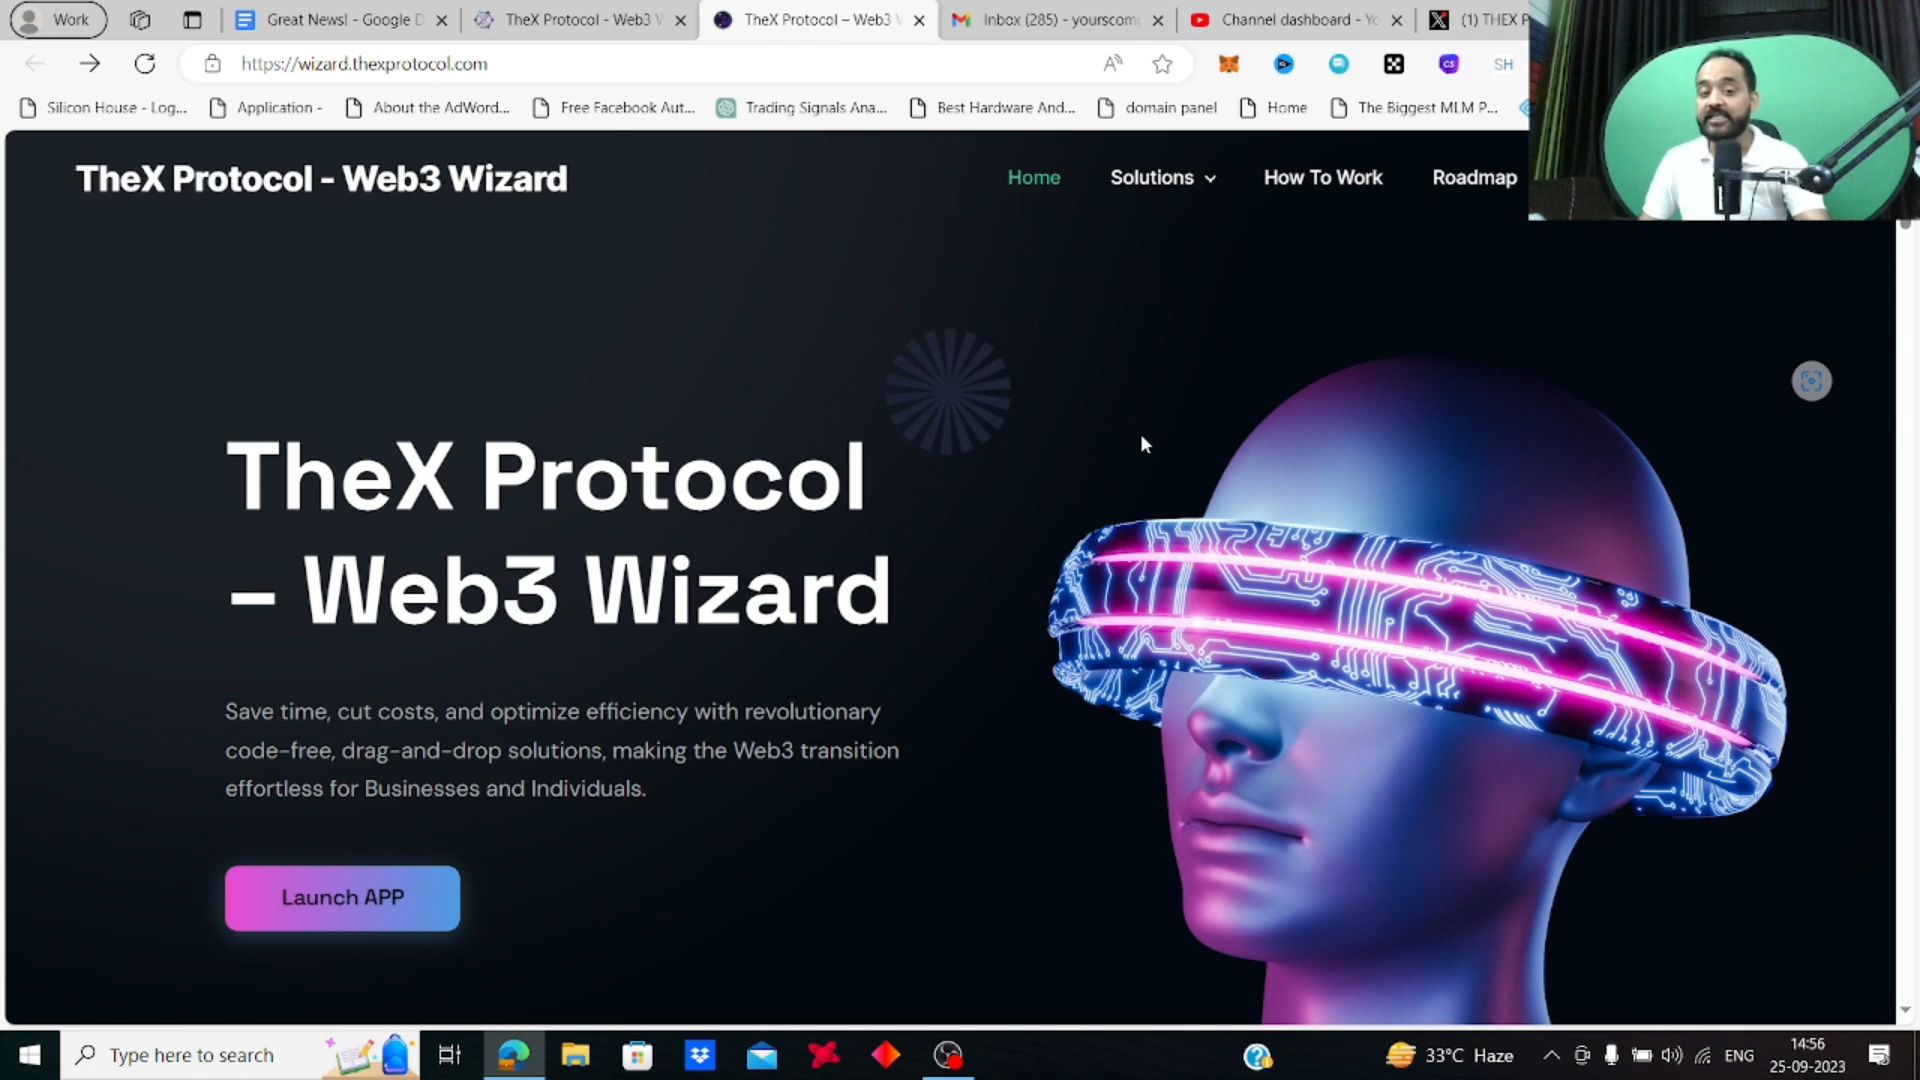 Work
Great News! - Google D
TheX Protocol - Web3 W
TheX Protocol – Web3 W
Inbox (285) - yourscom
Channel dashboard - Yo
(1) THEX P
https://wizard.thexprotocol.com
SH
Silicon House - Log...
Application -
About the AdWord...
Free Facebook Aut...
Trading Signals Ana...
Best Hardware And...
domain panel
Home
The Biggest MLM P...
TheX Protocol - Web3 Wizard
Home
Solutions
How To Work
Roadmap
TheX Protocol
– Web3 Wizard
Save time, cut costs, and optimize efficiency with revolutionary
code-free, drag-and-drop solutions, making the Web3 transition
effortless for Businesses and Individuals.
Launch APP
Type here to search
33°C Haze
ENG
14:56
25-09-2023